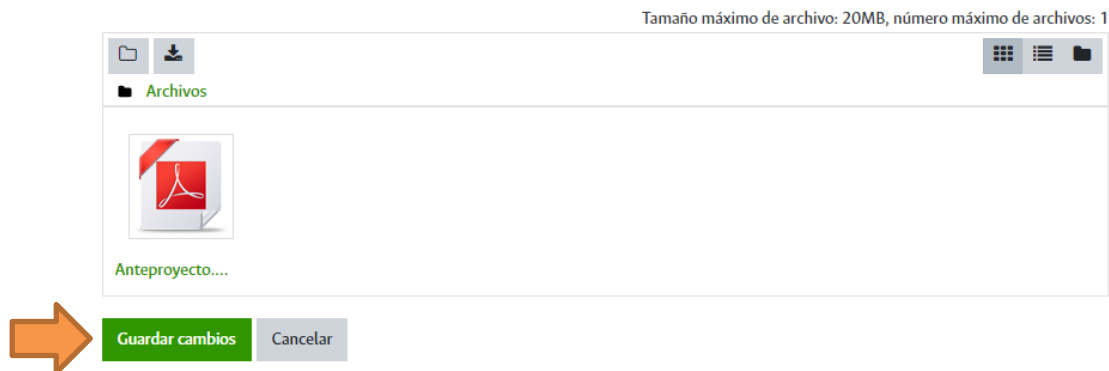 Tamaño máximo de archivo: 20MB, número máximo de archivos: 1
Archivos
Anteproyecto....
Guardar cambios Cancelar